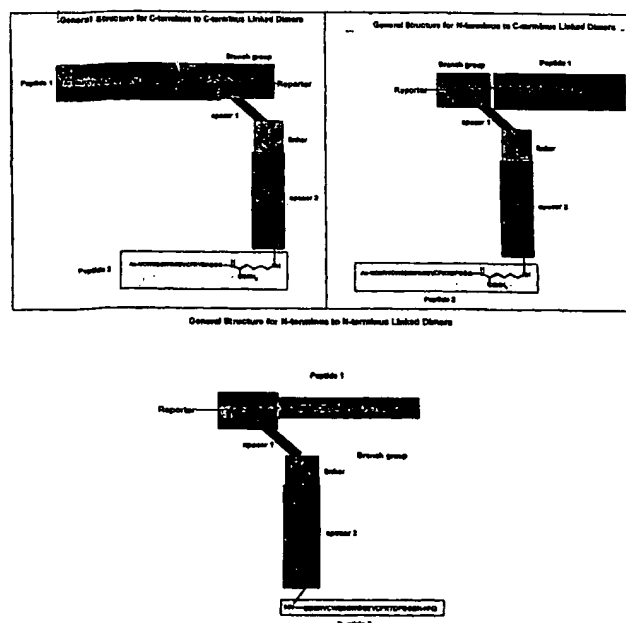 General Structure for C-terminus to C-terminus Linked Dimers
Branch group
Peptide 1
Reporter
spacer 1
linker
spacer 2
Peptide 2
General Structure for N-terminus to C-terminus Linked Dimers
Branch group
Peptide 1
Reporter
spacer 1
linker
spacer 2
Peptide 2
General Structure for N-terminus to N-terminus Linked Dimers
Peptide 1
Reporter
spacer 1
Branch group
linker
spacer 2